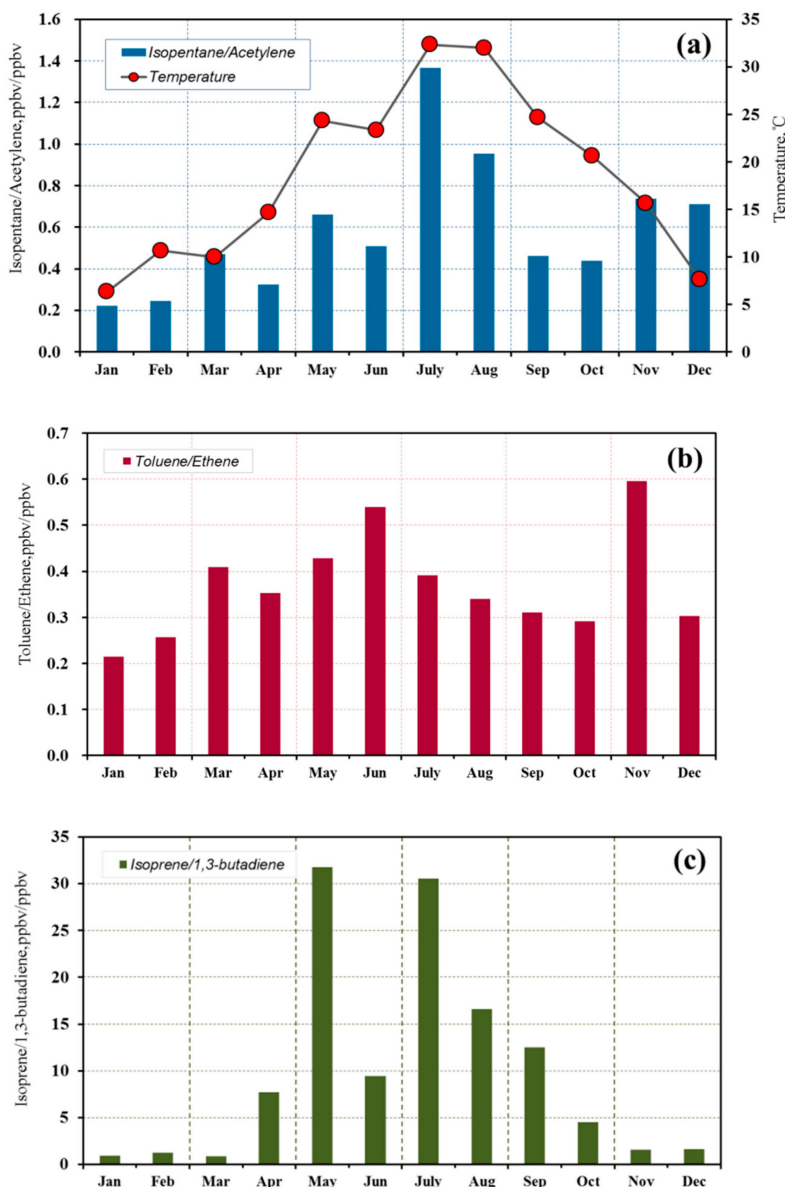 (a)
Isopentane/Acetylene
Temperature
Isopentane/Acetylene,ppbv/ppbv
1.6
1.4
1.2
1.0
0.8
0.6
0.4
0.2
0.0
35
30
25
20
15
10
5
0
Temperature,℃
Jan Feb Mar Apr May Jun July Aug Sep Oct Nov Dec
(b)
Toluene/Ethene
Toluene/Ethene,ppbv/ppbv
0.7
0.6
0.5
0.4
0.3
0.2
0.1
0.0
Jan Feb Mar Apr May Jun July Aug Sep Oct Nov Dec
(c)
Isoprene/1,3-butadiene
Isoprene/1,3-butadiene,ppbv/ppbv
35
30
25
20
15
10
5
0
Jan Feb Mar Apr May Jun July Aug Sep Oct Nov Dec